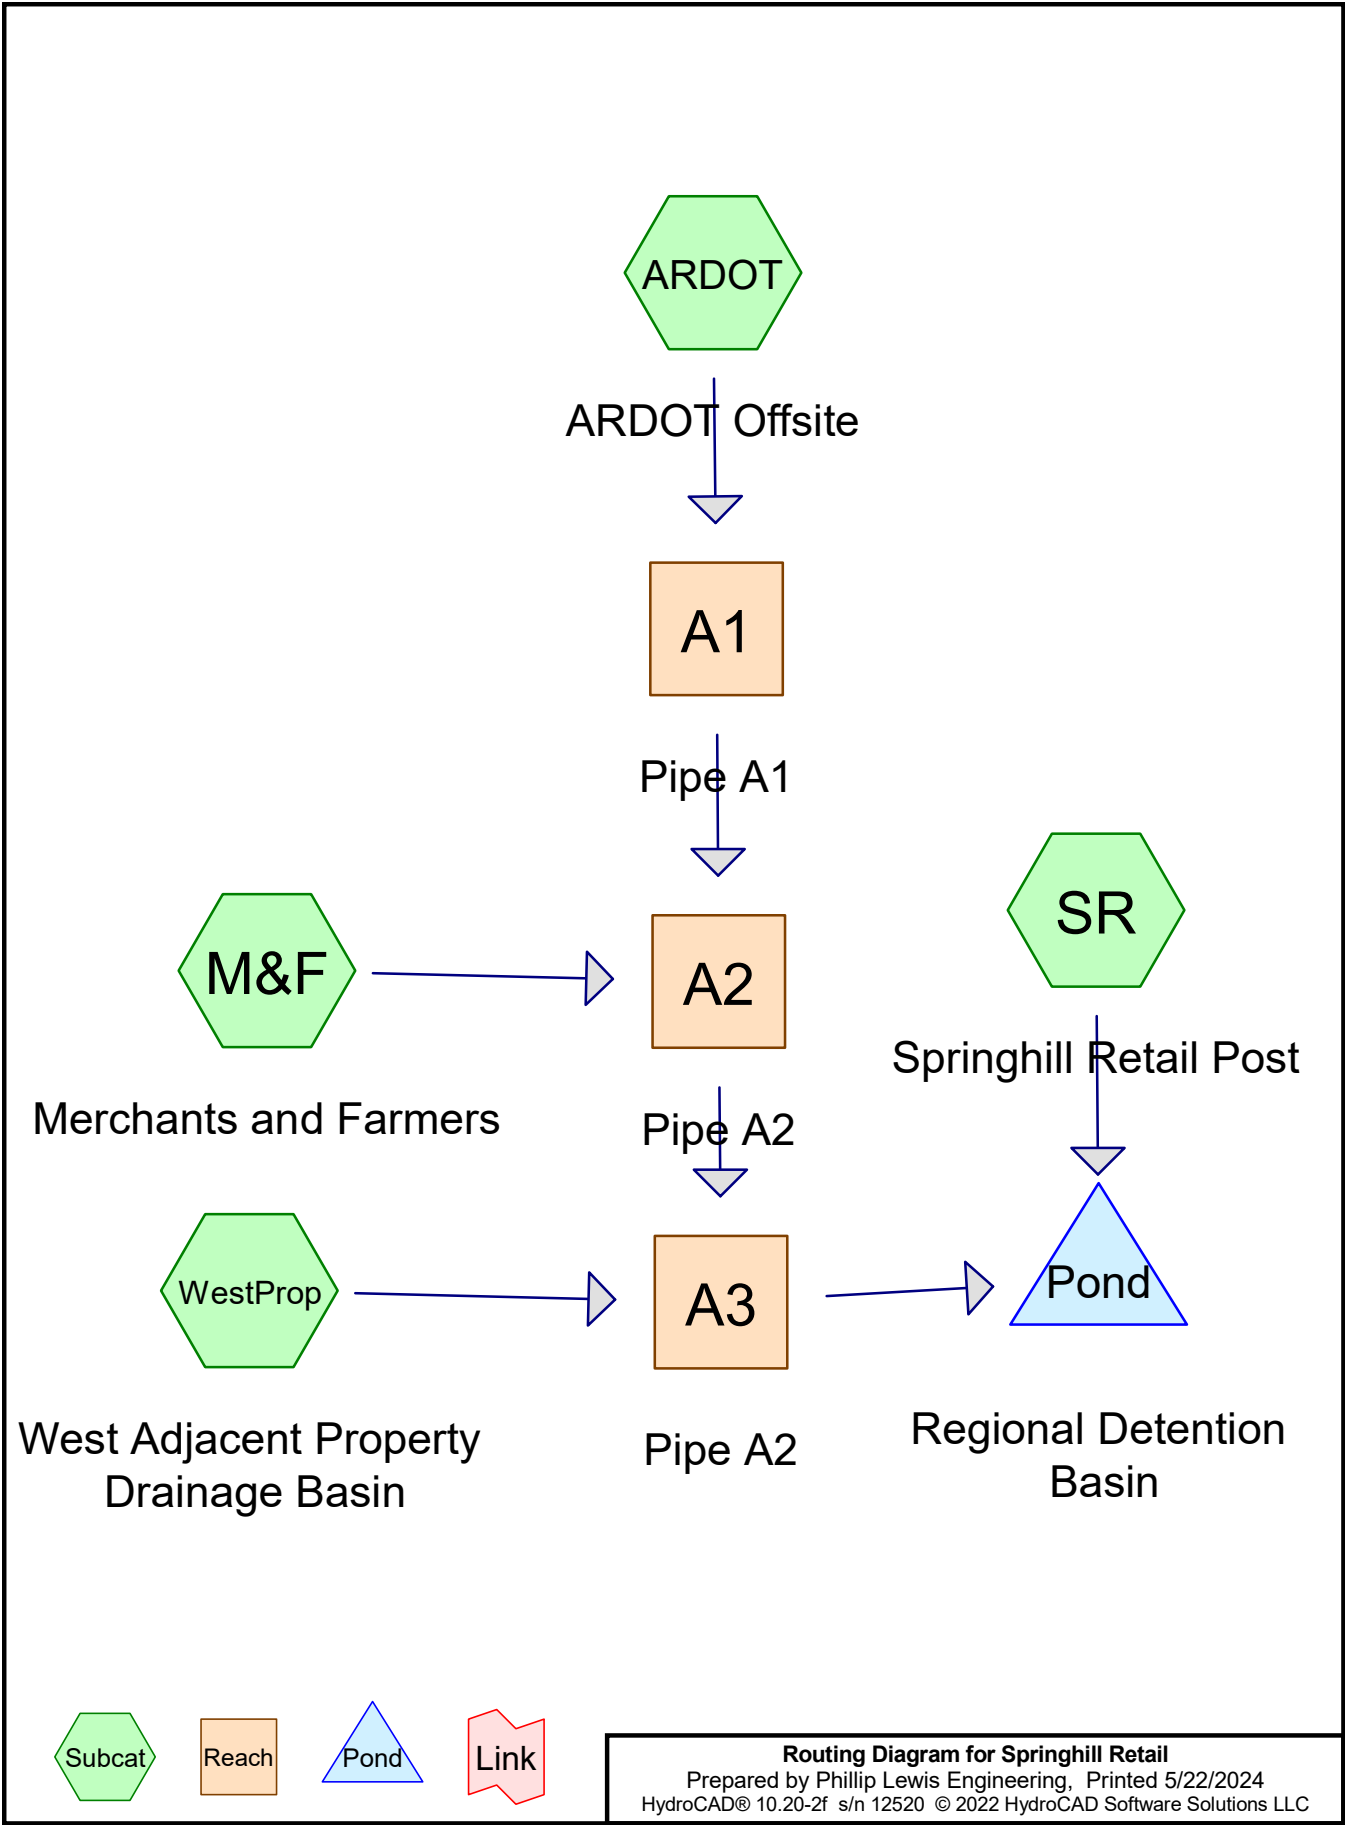 ARDOT
ARDOT Offsite
A1
Pipe A1
SR
M&F
A2
Springhill Retail Post
Merchants and Farmers
Pipe A2
WestProp
A3
Pond
West Adjacent Property
Drainage Basin
Pipe A2
Regional Detention
Basin
Subcat
Reach
Pond
Link
Routing Diagram for Springhill Retail
Prepared by Phillip Lewis Engineering,  Printed 5/22/2024
HydroCAD® 10.20-2f  s/n 12520  © 2022 HydroCAD Software Solutions LLC